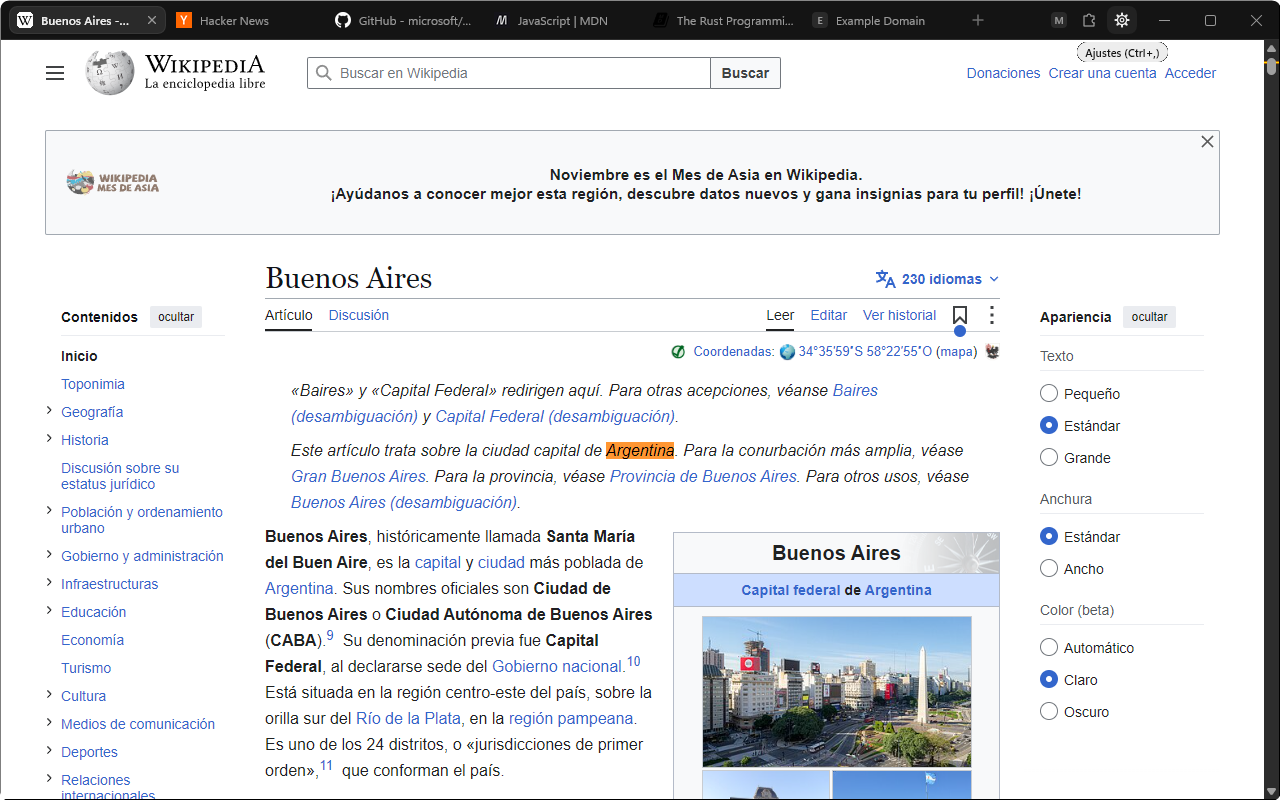 Buenos Aires -...
Hacker News
GitHub - microsoft/...
JavaScript | MDN
The Rust Programmi...
E Example Domain
M
Ajustes (Ctrl+,)
WIKIPEDIA
La enciclopedia libre
Buscar en Wikipedia
Buscar
Donaciones Crear una cuenta Acceder
WIKIPEDIA
MES DE ASIA
Noviembre es el Mes de Asia en Wikipedia.
¡Ayúdanos a conocer mejor esta región, descubre datos nuevos y gana insignias para tu perfil! ¡Únete!
Buenos Aires
230 idiomas
Contenidos ocultar
Inicio
Toponimia
Geografía
Historia
Discusión sobre su
estatus jurídico
Población y ordenamiento
urbano
Gobierno y administración
Infraestructuras
Educación
Economía
Turismo
Cultura
Medios de comunicación
Deportes
Relaciones
internacionales
Artículo Discusión
Leer Editar Ver historial
Coordenadas: 34°35′59″S 58°22′55″O (mapa)
«Baires» y «Capital Federal» redirigen aquí. Para otras acepciones, véanse Baires
(desambiguación) y Capital Federal (desambiguación).
Este artículo trata sobre la ciudad capital de Argentina. Para la conurbación más amplia, véase
Gran Buenos Aires. Para la provincia, véase Provincia de Buenos Aires. Para otros usos, véase
Buenos Aires (desambiguación).
Buenos Aires, históricamente llamada Santa María
del Buen Aire, es la capital y ciudad más poblada de
Argentina. Sus nombres oficiales son Ciudad de
Buenos Aires o Ciudad Autónoma de Buenos Aires
(CABA).9 Su denominación previa fue Capital
Federal, al declararse sede del Gobierno nacional.10
Está situada en la región centro-este del país, sobre la
orilla sur del Río de la Plata, en la región pampeana.
Es uno de los 24 distritos, o «jurisdicciones de primer
orden»,11 que conforman el país.
Buenos Aires
Capital federal de Argentina
Apariencia ocultar
Texto
Pequeño
Estándar
Grande
Anchura
Estándar
Ancho
Color (beta)
Automático
Claro
Oscuro